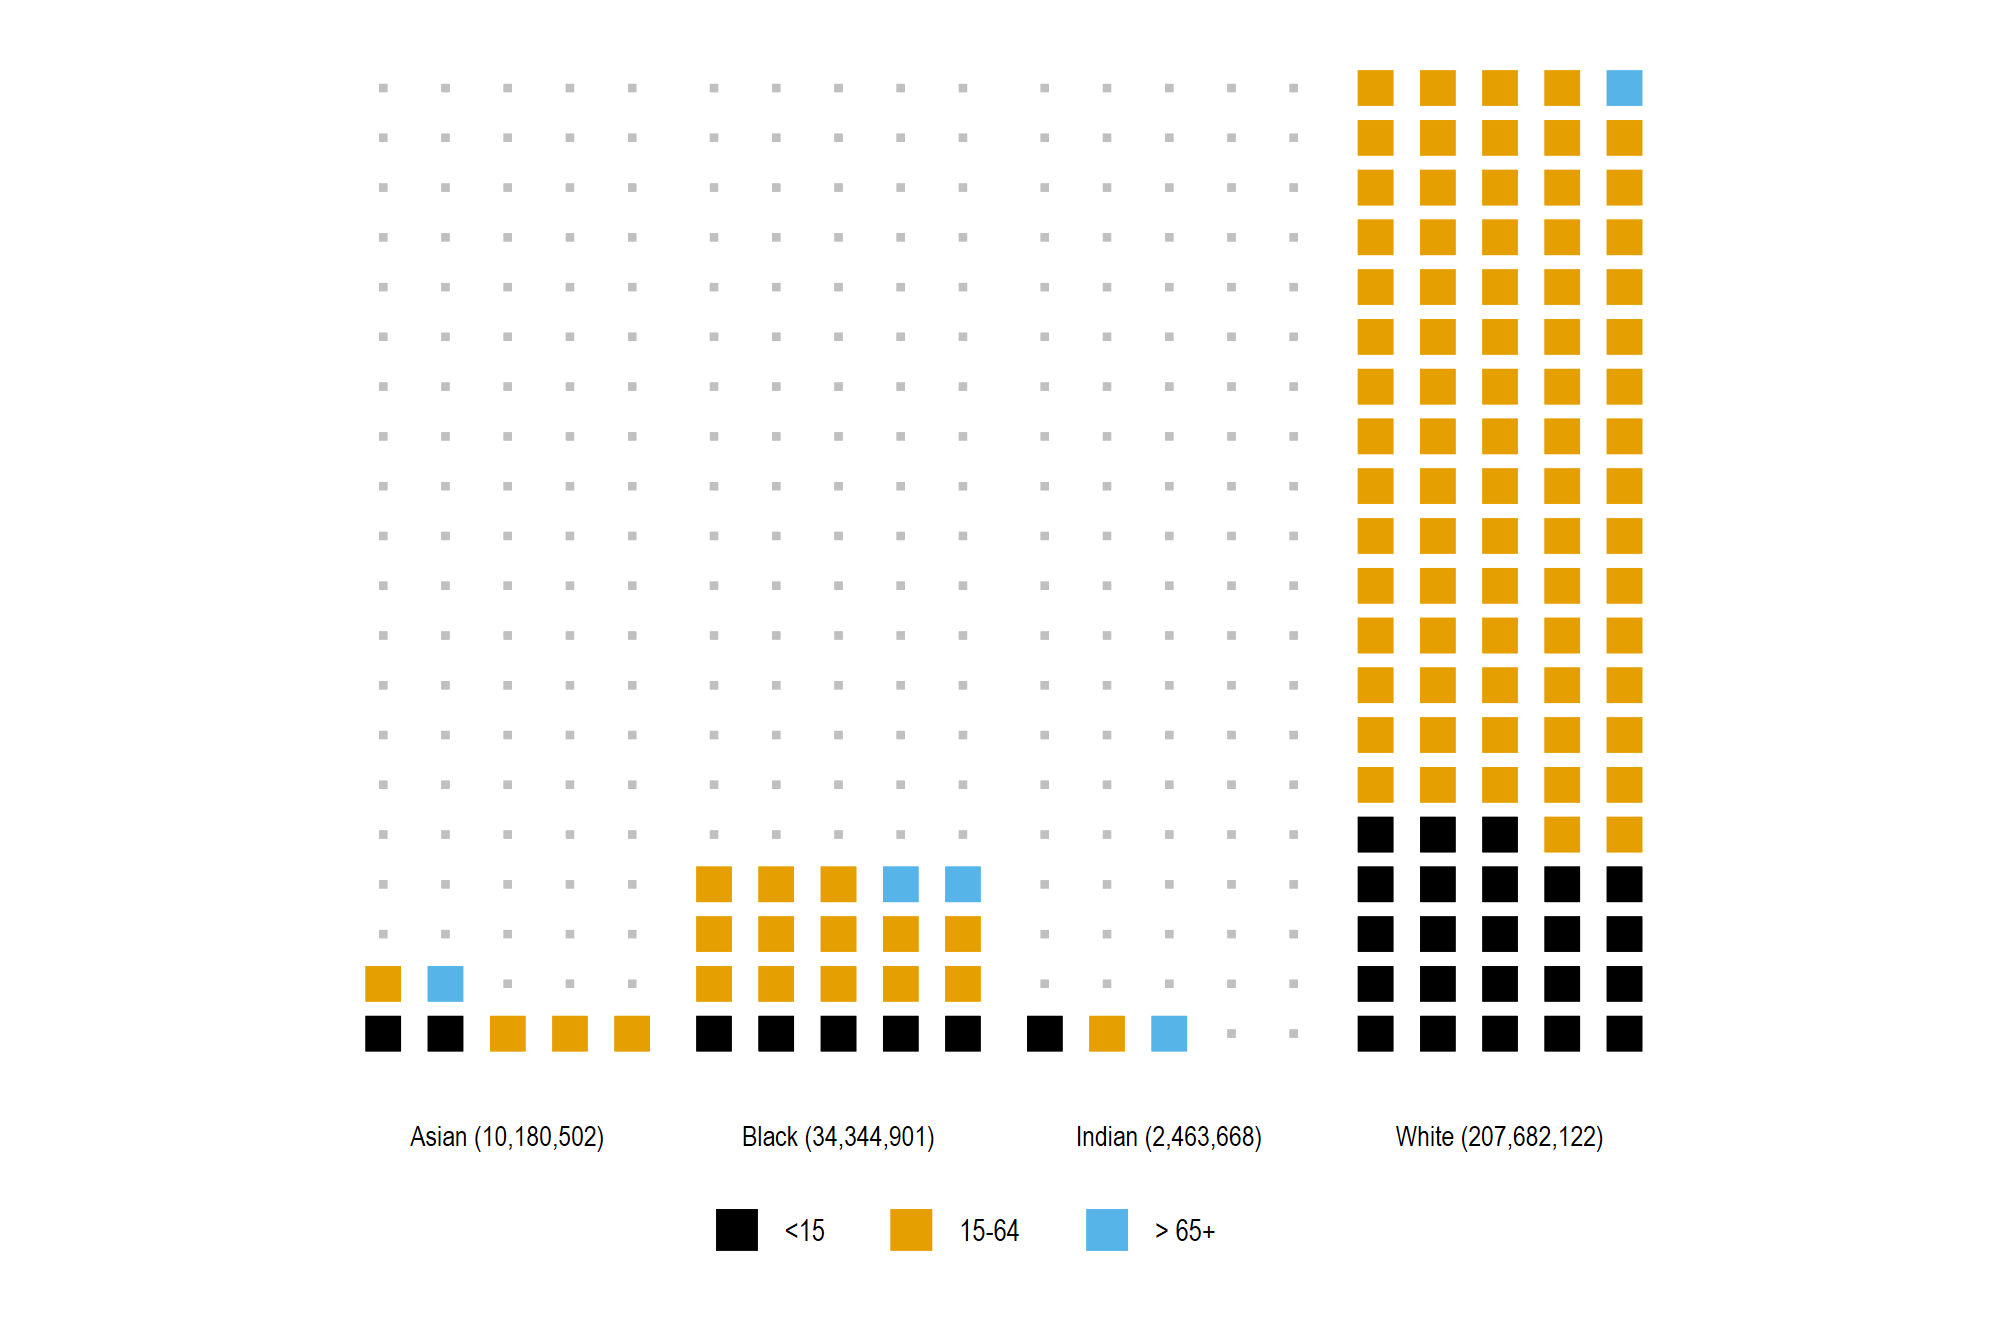 Asian (10,180,502) Black (34,344,901) Indian (2,463,668) White (207,682,122)
<15 15-64 > 65+